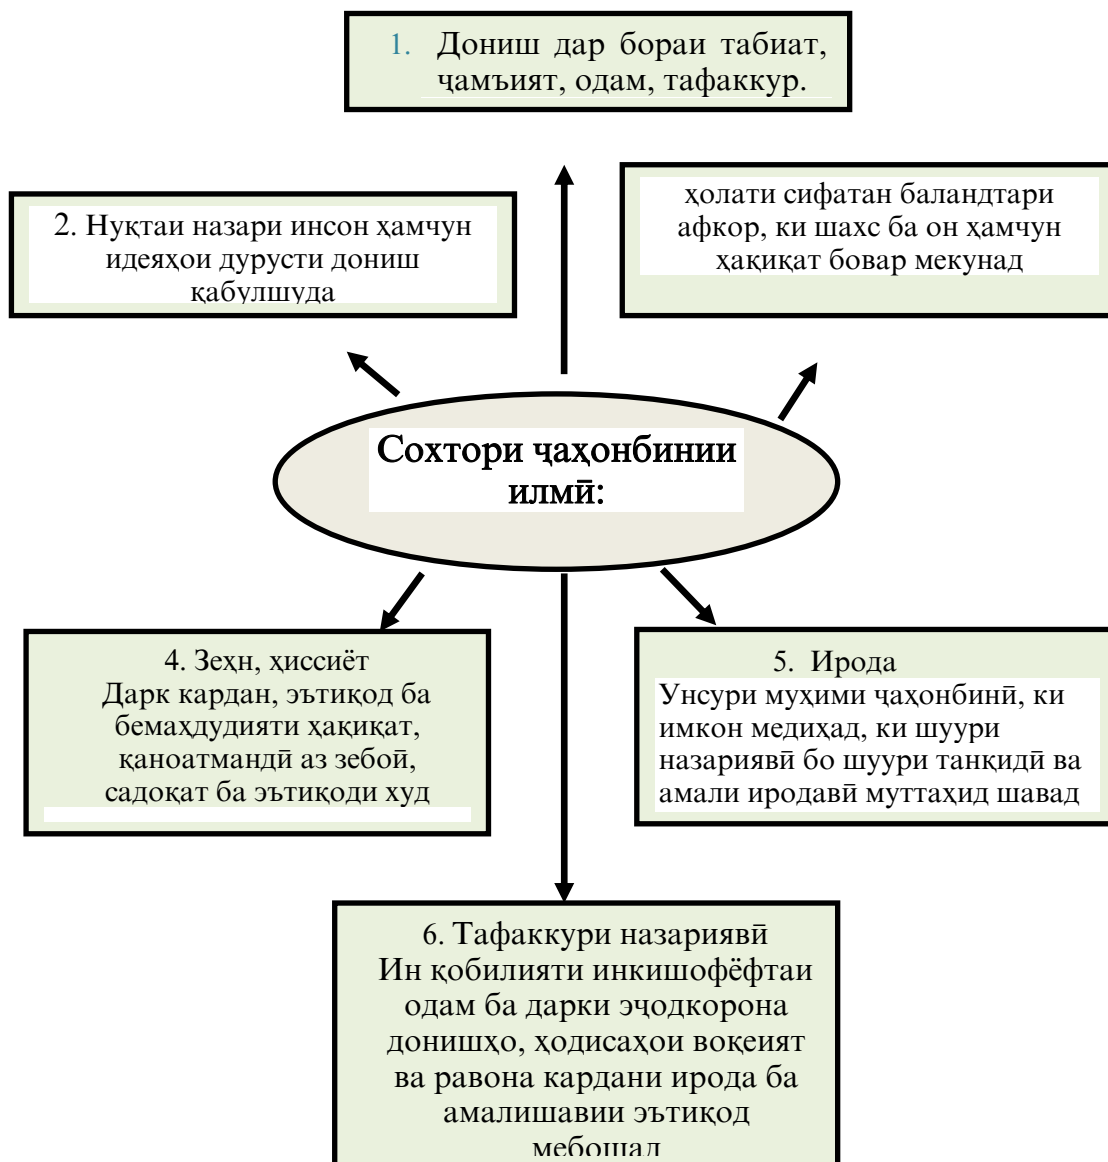 1. Дониш дар бораи табиат,
ҷамъият, одам, тафаккур.
2. Нуқтаи назари инсон ҳамчун
идеяҳои дурусти дониш
қабулшуда
ҳолати сифатан баландтари
афкор, ки шахс ба он ҳамчун
ҳақиқат бовар мекунад
Сохтори ҷаҳонбинии
илмӣ:
4. Зеҳн, ҳиссиёт
Дарк кардан, эътиқод ба
бемаҳдудияти ҳақиқат,
қаноатмандӣ аз зебоӣ,
садоқат ба эътиқоди худ
5. Ирода
Унсури муҳими ҷаҳонбинӣ, ки
имкон медиҳад, ки шуури
назариявӣ бо шуури танқидӣ ва
амали иродавӣ муттаҳид шавад
6. Тафаккури назариявӣ
Ин қобилияти инкишофёфтаи
одам ба дарки эҷодкорона
донишҳо, ҳодисаҳои воқеият
ва равона кардани ирода ба
амалишавии эътиқод
мебошад